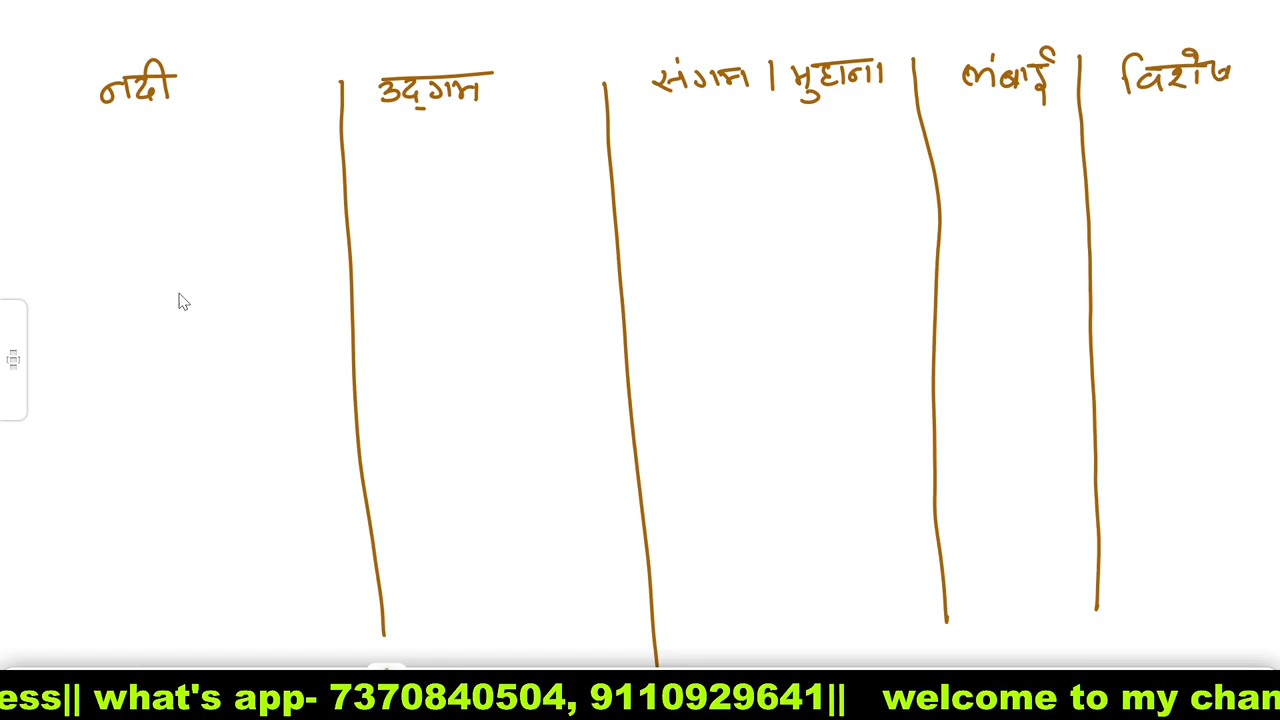 नदी उद्गम संगम | मुहाना लंबाई विशेष
ess|| what's app- 7370840504, 9110929641|| welcome to my chan